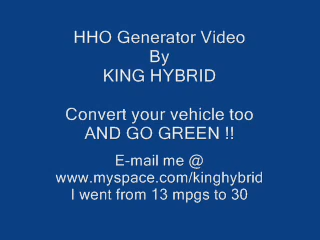 HHO Generator Video
By
KING HYBRID
Convert your vehicle too
AND GO GREEN !!
E-mail me @
www.myspace.com/kinghybrid
I went from 13 mpgs to 30